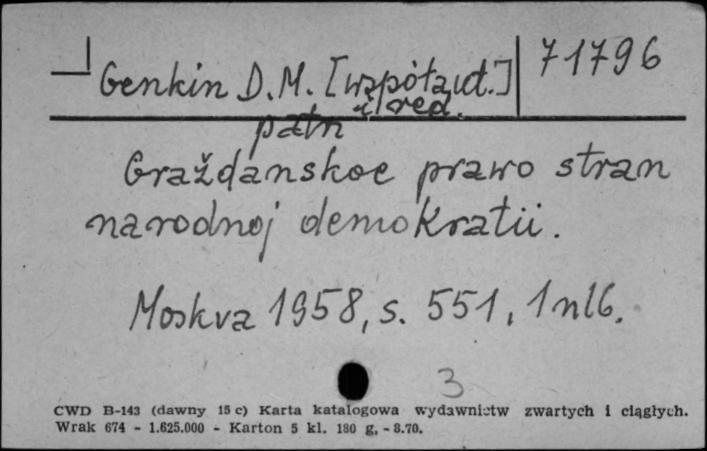 Genkin D.M. [współaut.] 71796
i red.
patn
Graždanskoe prawo stran
narodnoj demokratii.
Moskva 1958, s. 551, 1 nlb.
3
CWD B-143 (dawny 15 c) Karta katalogowa wydawnictw zwartych i ciągłych.
Wrak 674 - 1.625.000 - Karton 5 kl. 180 g. - 8.70.